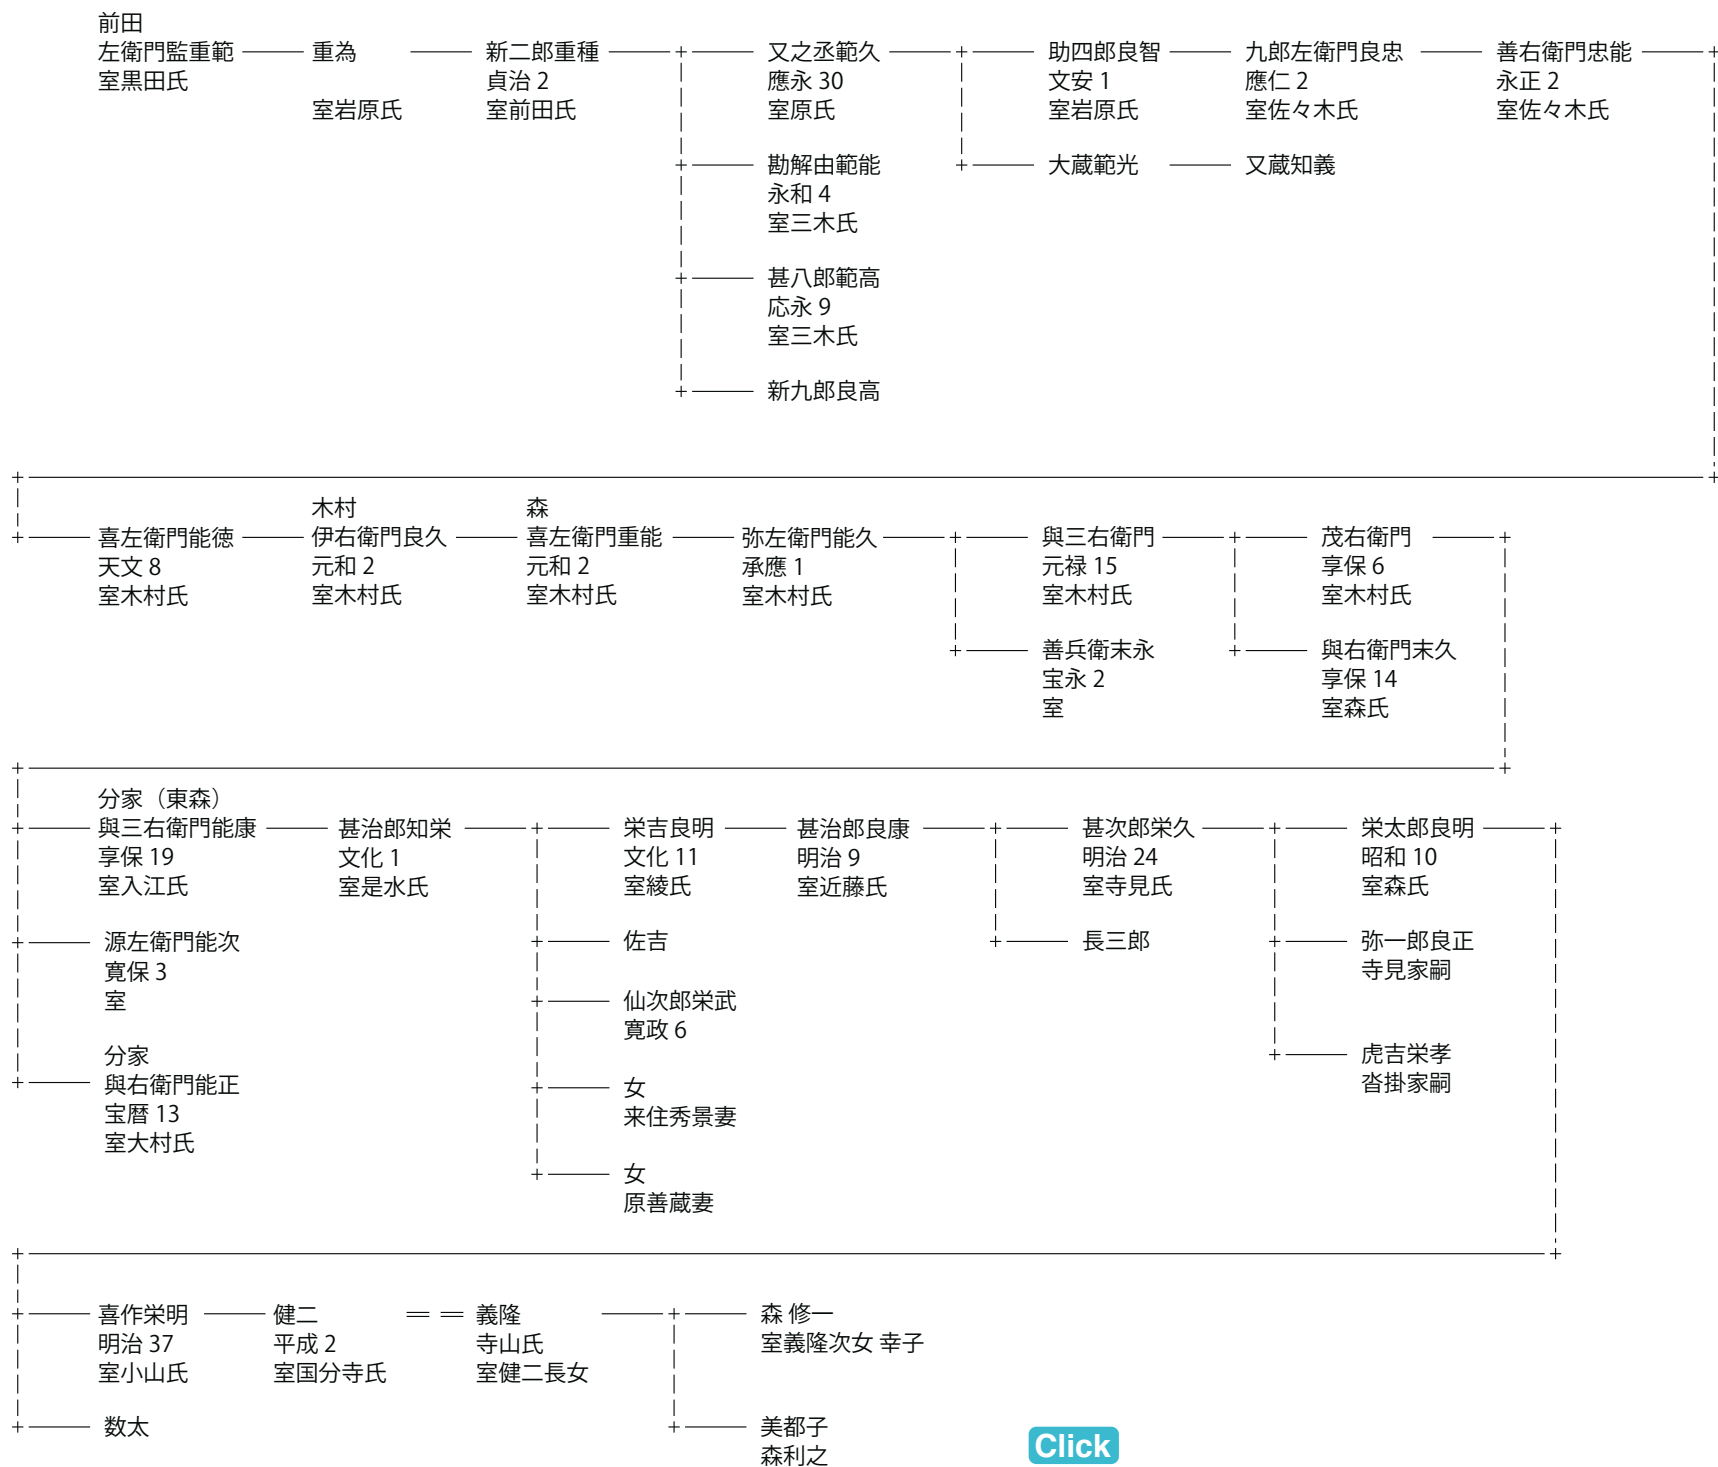 前田
左衛門監重範
室黒田氏
重為
室岩原氏
新二郎重種
貞治 2
室前田氏
又之丞範久
應永 30
室原氏
助四郎良智
文安 1
室岩原氏
九郎左衛門良忠
應仁 2
室佐々木氏
善右衛門忠能
永正 2
室佐々木氏
勘解由範能
永和 4
室三木氏
大蔵範光
又蔵知義
甚八郎範高
応永 9
室三木氏
新九郎良高
喜左衛門能徳
天文 8
室木村氏
木村
伊右衛門良久
元和 2
室木村氏
森
喜左衛門重能
元和 2
室木村氏
弥左衛門能久
承應 1
室木村氏
與三右衛門
元禄 15
室木村氏
茂右衛門
享保 6
室木村氏
善兵衛末永
宝永 2
室
與右衛門末久
享保 14
室森氏
分家（東森）
與三右衛門能康
享保 19
室入江氏
甚治郎知栄
文化 1
室是水氏
栄吉良明
文化 11
室綾氏
甚治郎良康
明治 9
室近藤氏
甚次郎栄久
明治 24
室寺見氏
栄太郎良明
昭和 10
室森氏
源左衛門能次
寛保 3
室
佐吉
長三郎
弥一郎良正
寺見家嗣
仙次郎栄武
寛政 6
分家
與右衛門能正
宝暦 13
室大村氏
女
来住秀景妻
虎吉栄孝
沓掛家嗣
女
原善蔵妻
喜作栄明
明治 37
室小山氏
健二
平成 2
室国分寺氏
義隆
寺山氏
室健二長女
森 修一
室義隆次女 幸子
数太
美都子
森利之
Click